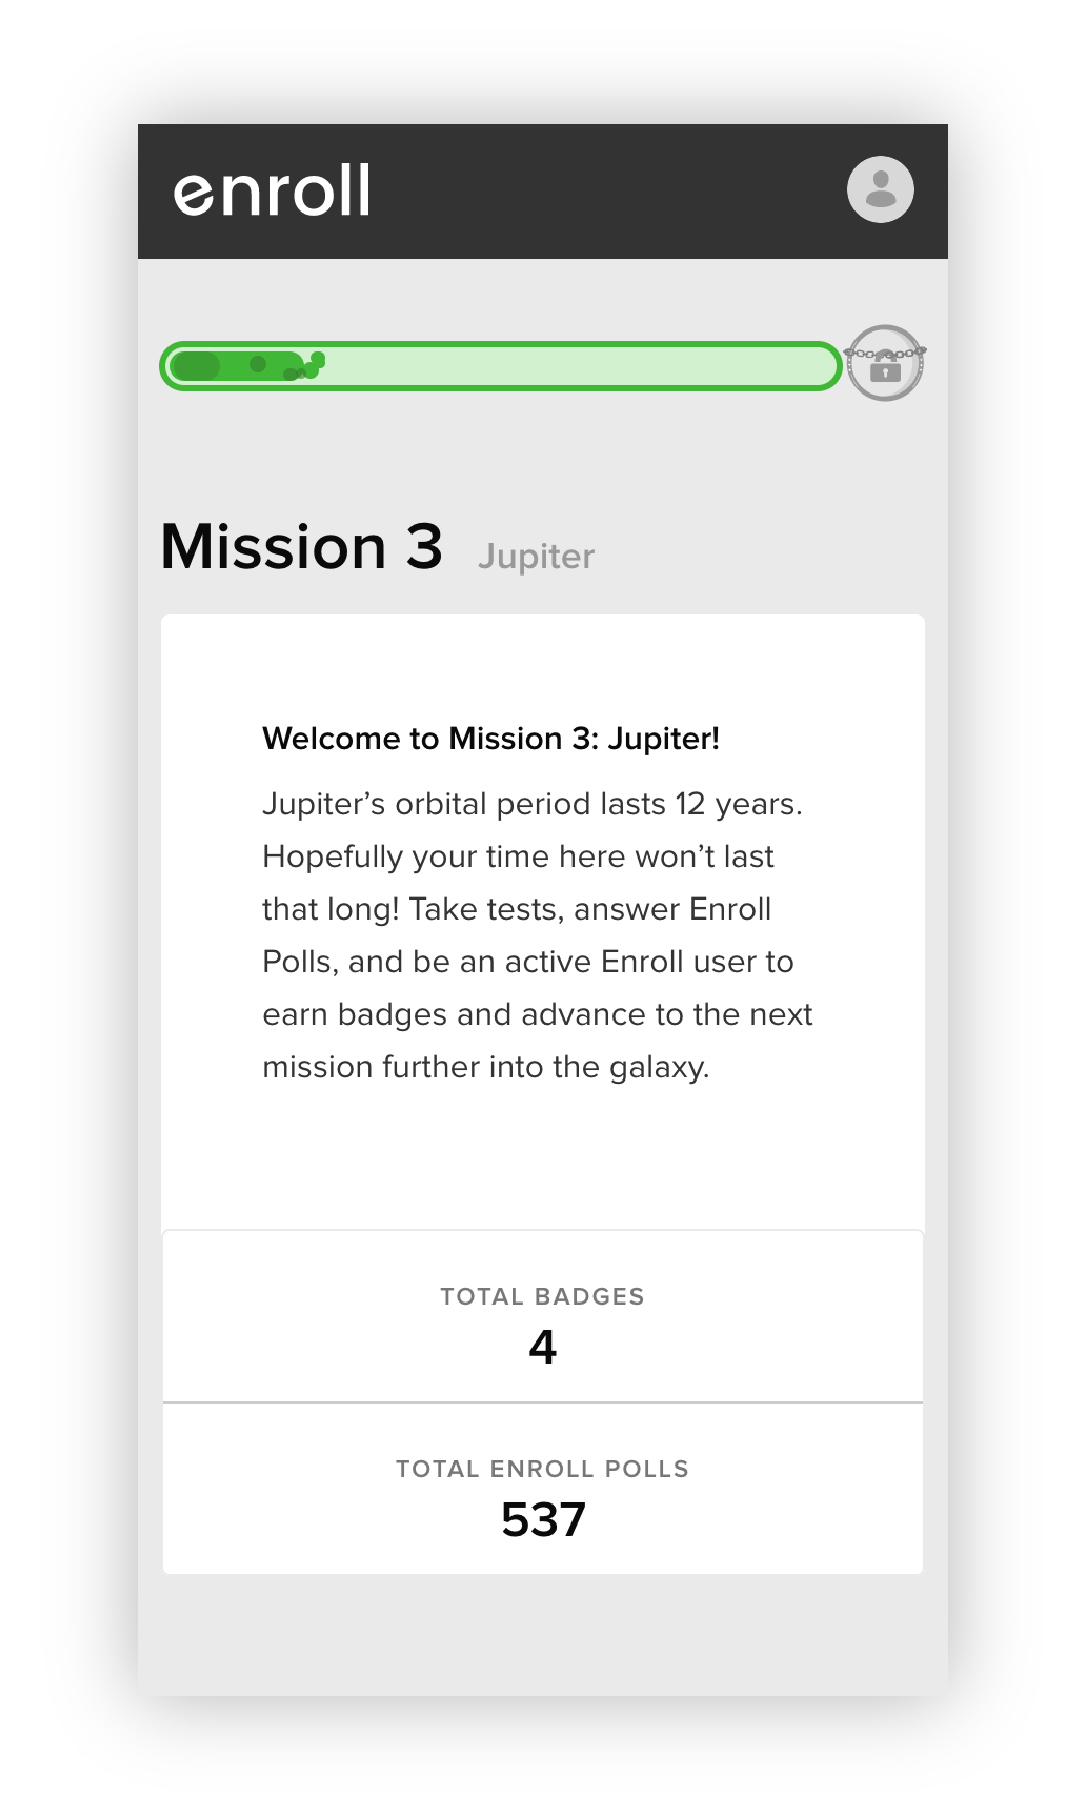 enroll
Mission 3 Jupiter
Welcome to Mission 3: Jupiter!
Jupiter’s orbital period lasts 12 years.
Hopefully your time here won’t last
that long! Take tests, answer Enroll
Polls, and be an active Enroll user to
earn badges and advance to the next
mission further into the galaxy.
TOTAL BADGES
4
TOTAL ENROLL POLLS
537